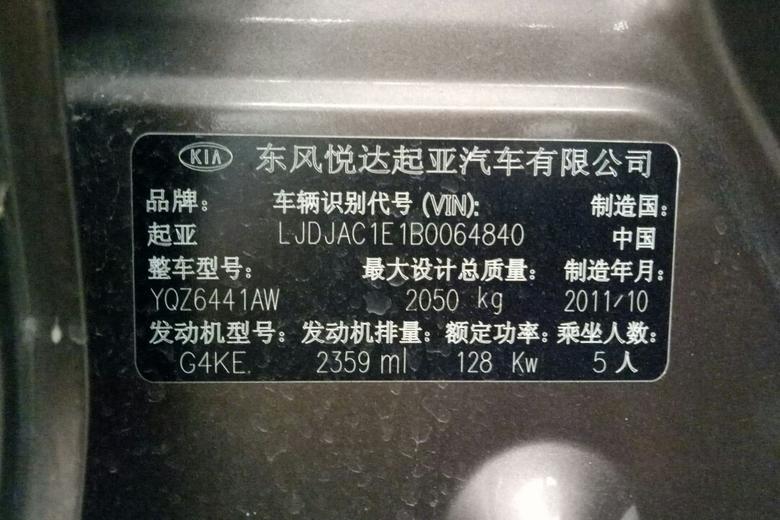 KIA 东风悦达起亚汽车有限公司
品牌: 车辆识别代号 (VIN): 制造国:
起亚 LJDJAC1E1B0064840 中国
整车型号: 最大设计总质量: 制造年月:
YQZ6441AW 2050 kg 2011/10
发动机型号: 发动机排量: 额定功率: 乘坐人数:
G4KE. 2359 ml 128 Kw 5人